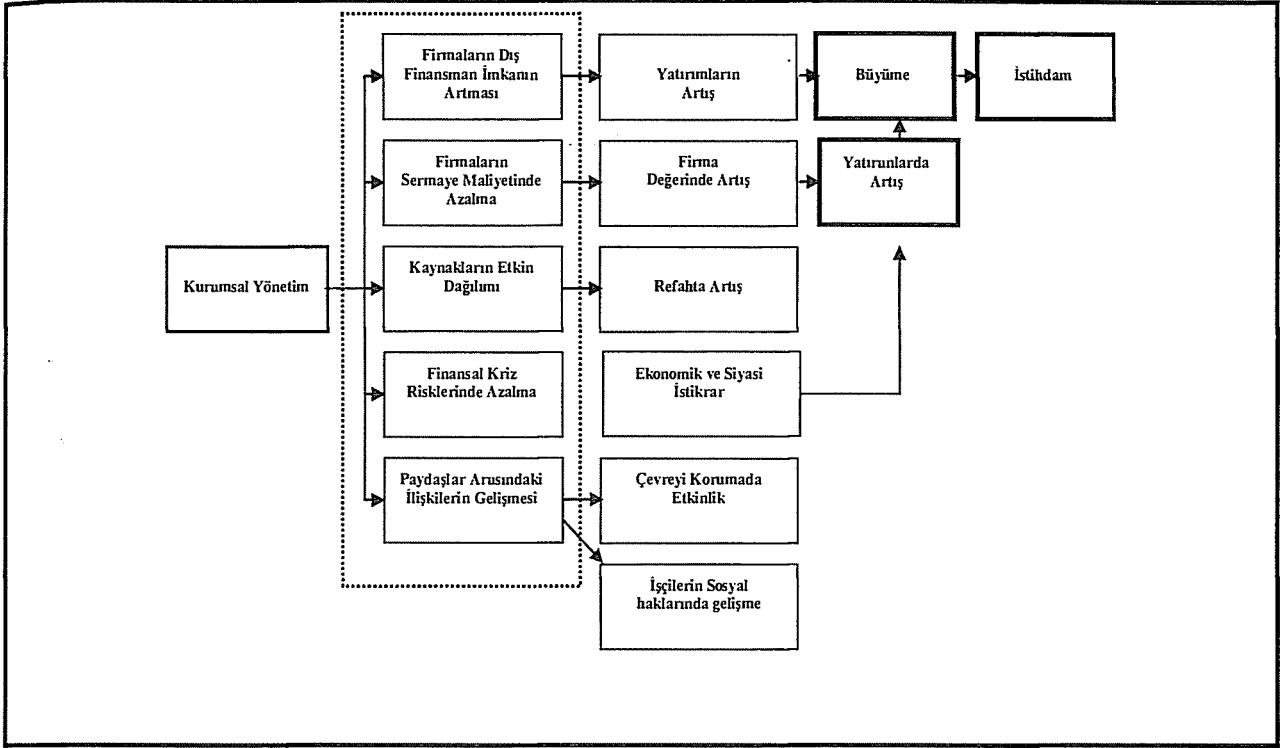 Firmaların Dış
Finansman İmkanın
Artması
Yatırımların
Artış
Büyüme
İstihdam
Firmaların
Sermaye Maliyetinde
Azalma
Firma
Değerinde Artış
Yatırunlarda
Artış
Kurumsal Yönetim
Kaynakların Etkin
Dağılımı
Refahta Artış
Finansal Kriz
Risklerinde Azalma
Ekonomik ve Siyasi
İstikrar
Paydaşlar Arusındaki
İlişkilerin Gelişmesi
Çevreyi Korumada
Etkinlik
İşçilerin Sosyal
haklarında gelişme